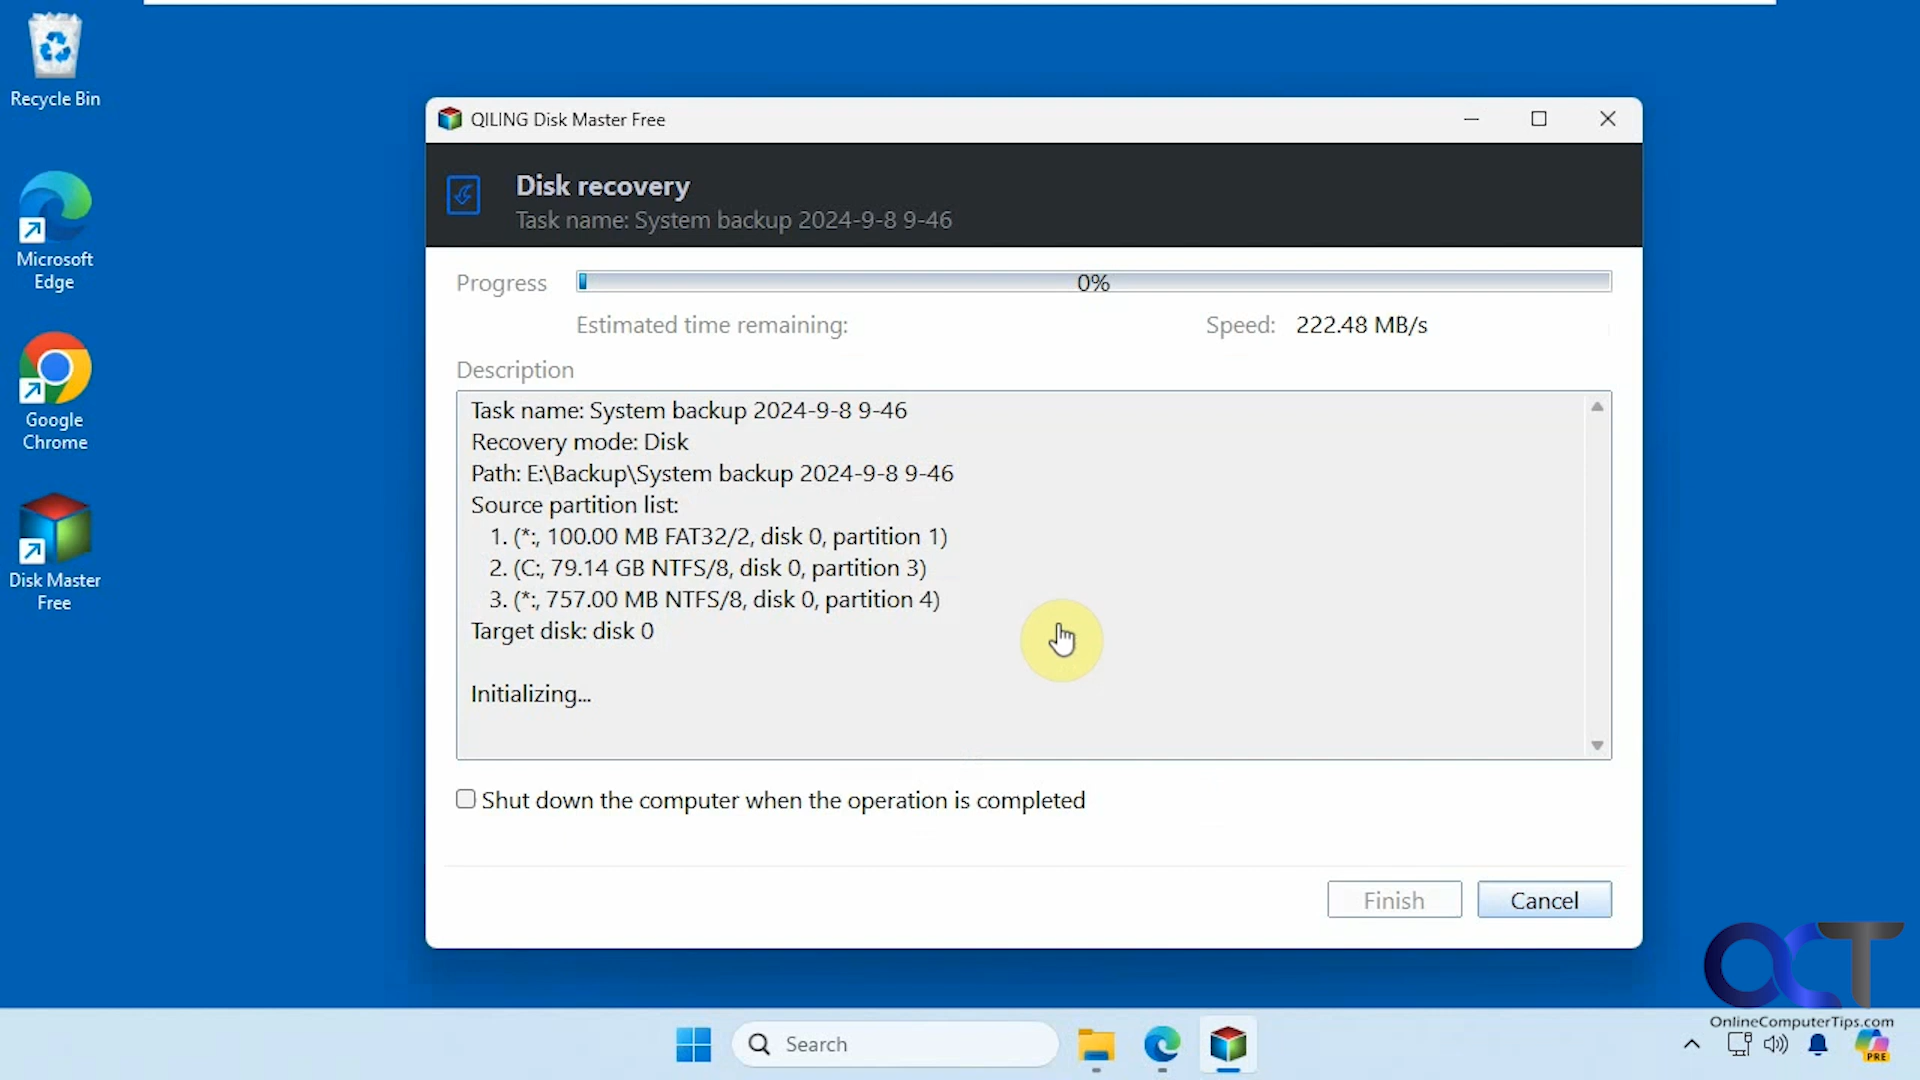 Recycle Bin
Microsoft
Edge
Google
Chrome
Disk Master
Free
QILING Disk Master Free
Disk recovery
Task name: System backup 2024-9-8 9-46
Progress
0%
Estimated time remaining:
Speed: 222.48 MB/s
Description
Task name: System backup 2024-9-8 9-46
Recovery mode: Disk
Path: E:\Backup\System backup 2024-9-8 9-46
Source partition list:
1. (*:, 100.00 MB FAT32/2, disk 0, partition 1)
2. (C:, 79.14 GB NTFS/8, disk 0, partition 3)
3. (*:, 757.00 MB NTFS/8, disk 0, partition 4)
Target disk: disk 0
Initializing...
Shut down the computer when the operation is completed
Finish
Cancel
OCT
OnlineComputerTips.com
Search
PRE